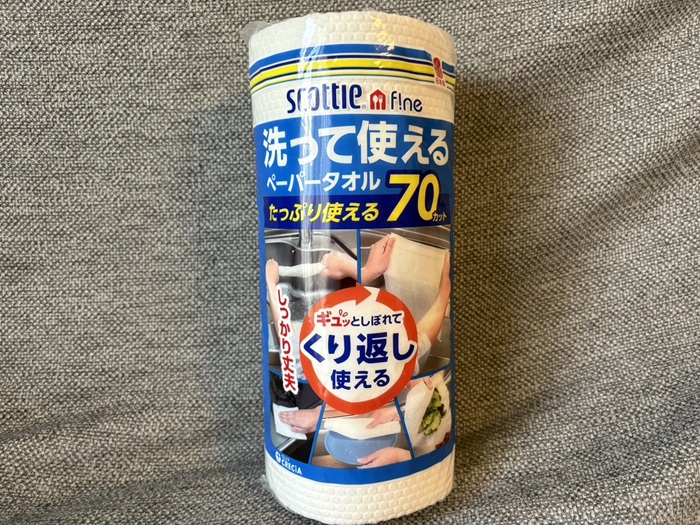 scottie fine
洗って使える
ペーパータオル
たっぷり使える 70カット
しっかり丈夫
ギュッとしぼれて
くり返し
使える
CRECIA